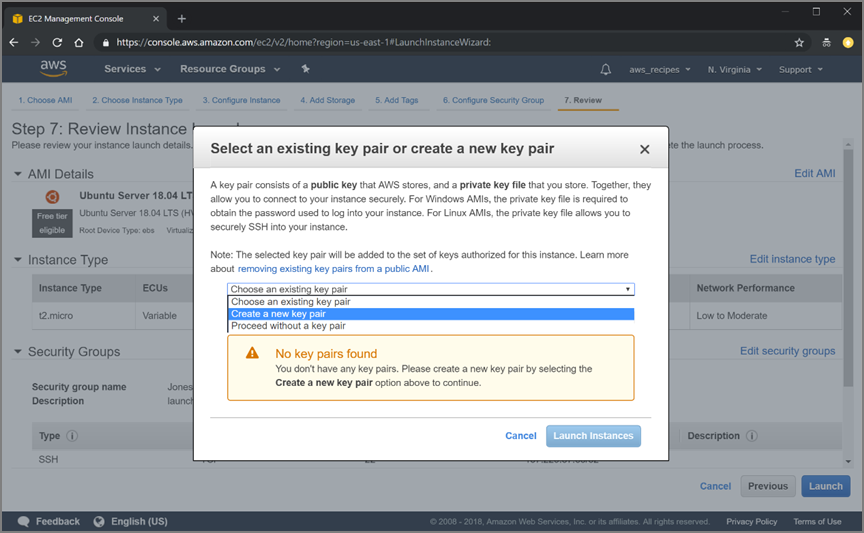 EC2 Management Console
https://console.aws.amazon.com/ec2/v2/home?region=us-east-1#LaunchInstanceWizard:
aws
Services
Resource Groups
aws_recipes
N. Virginia
Support
1. Choose AMI
2. Choose Instance Type
3. Configure Instance
4. Add Storage
5. Add Tags
6. Configure Security Group
7. Review
Step 7: Review Instance
Please review your instance launch details.
te the launch process.
Select an existing key pair or create a new key pair
A key pair consists of a public key that AWS stores, and a private key file that you store. Together, they
allow you to connect to your instance securely. For Windows AMIs, the private key file is required to
obtain the password used to log into your instance. For Linux AMIs, the private key file allows you to
securely SSH into your instance.
Note: The selected key pair will be added to the set of keys authorized for this instance. Learn more
about removing existing key pairs from a public AMI .
Choose an existing key pair
Choose an existing key pair
Create a new key pair
Proceed without a key pair
No key pairs found
You don't have any key pairs. Please create a new key pair by selecting the
Create a new key pair option above to continue.
Cancel
Launch Instances
AMI Details
Edit AMI
Ubuntu Server 18.04 LT
Free tier
eligible
Ubuntu Server 18.04 LTS (HV
Root Device Type: ebs
Virtualiz
Instance Type
Edit instance type
Instance Type
ECUs
Network Performance
t2.micro
Variable
Low to Moderate
Security Groups
Edit security groups
Security group name
Jones
Description
launch
Type
Description
SSH
Cancel
Previous
Launch
Feedback
English (US)
© 2008 - 2018, Amazon Web Services, Inc. or its affiliates. All rights reserved.
Privacy Policy
Terms of Use